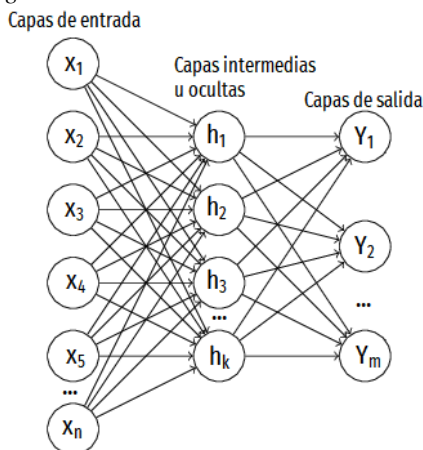 Capas de entrada
Capas intermedias
u ocultas
Capas de salida
x1
x2
x3
x4
x5
...
xn
h1
h2
h3
...
hk
Y1
Y2
...
Ym